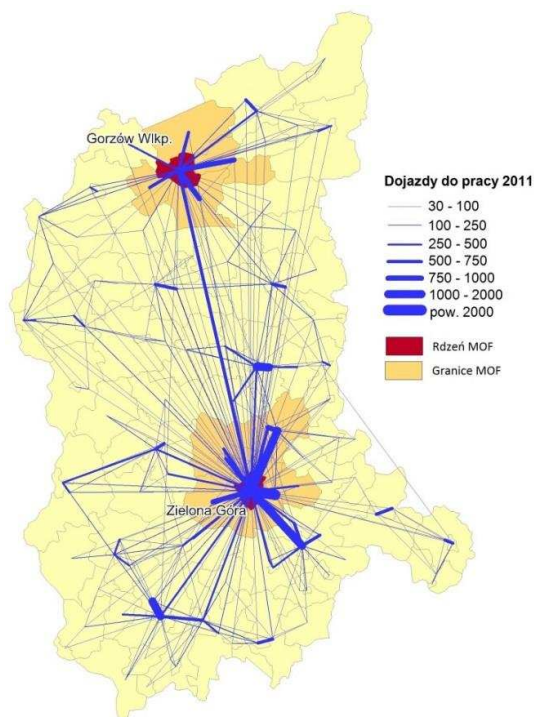 Gorzów Wlkp.
Dojazdy do pracy 2011
30 - 100
100 - 250
250 - 500
500 - 750
750 - 1000
1000 - 2000
pow. 2000
Rdzeń MOF
Granice MOF
Zielona Góra